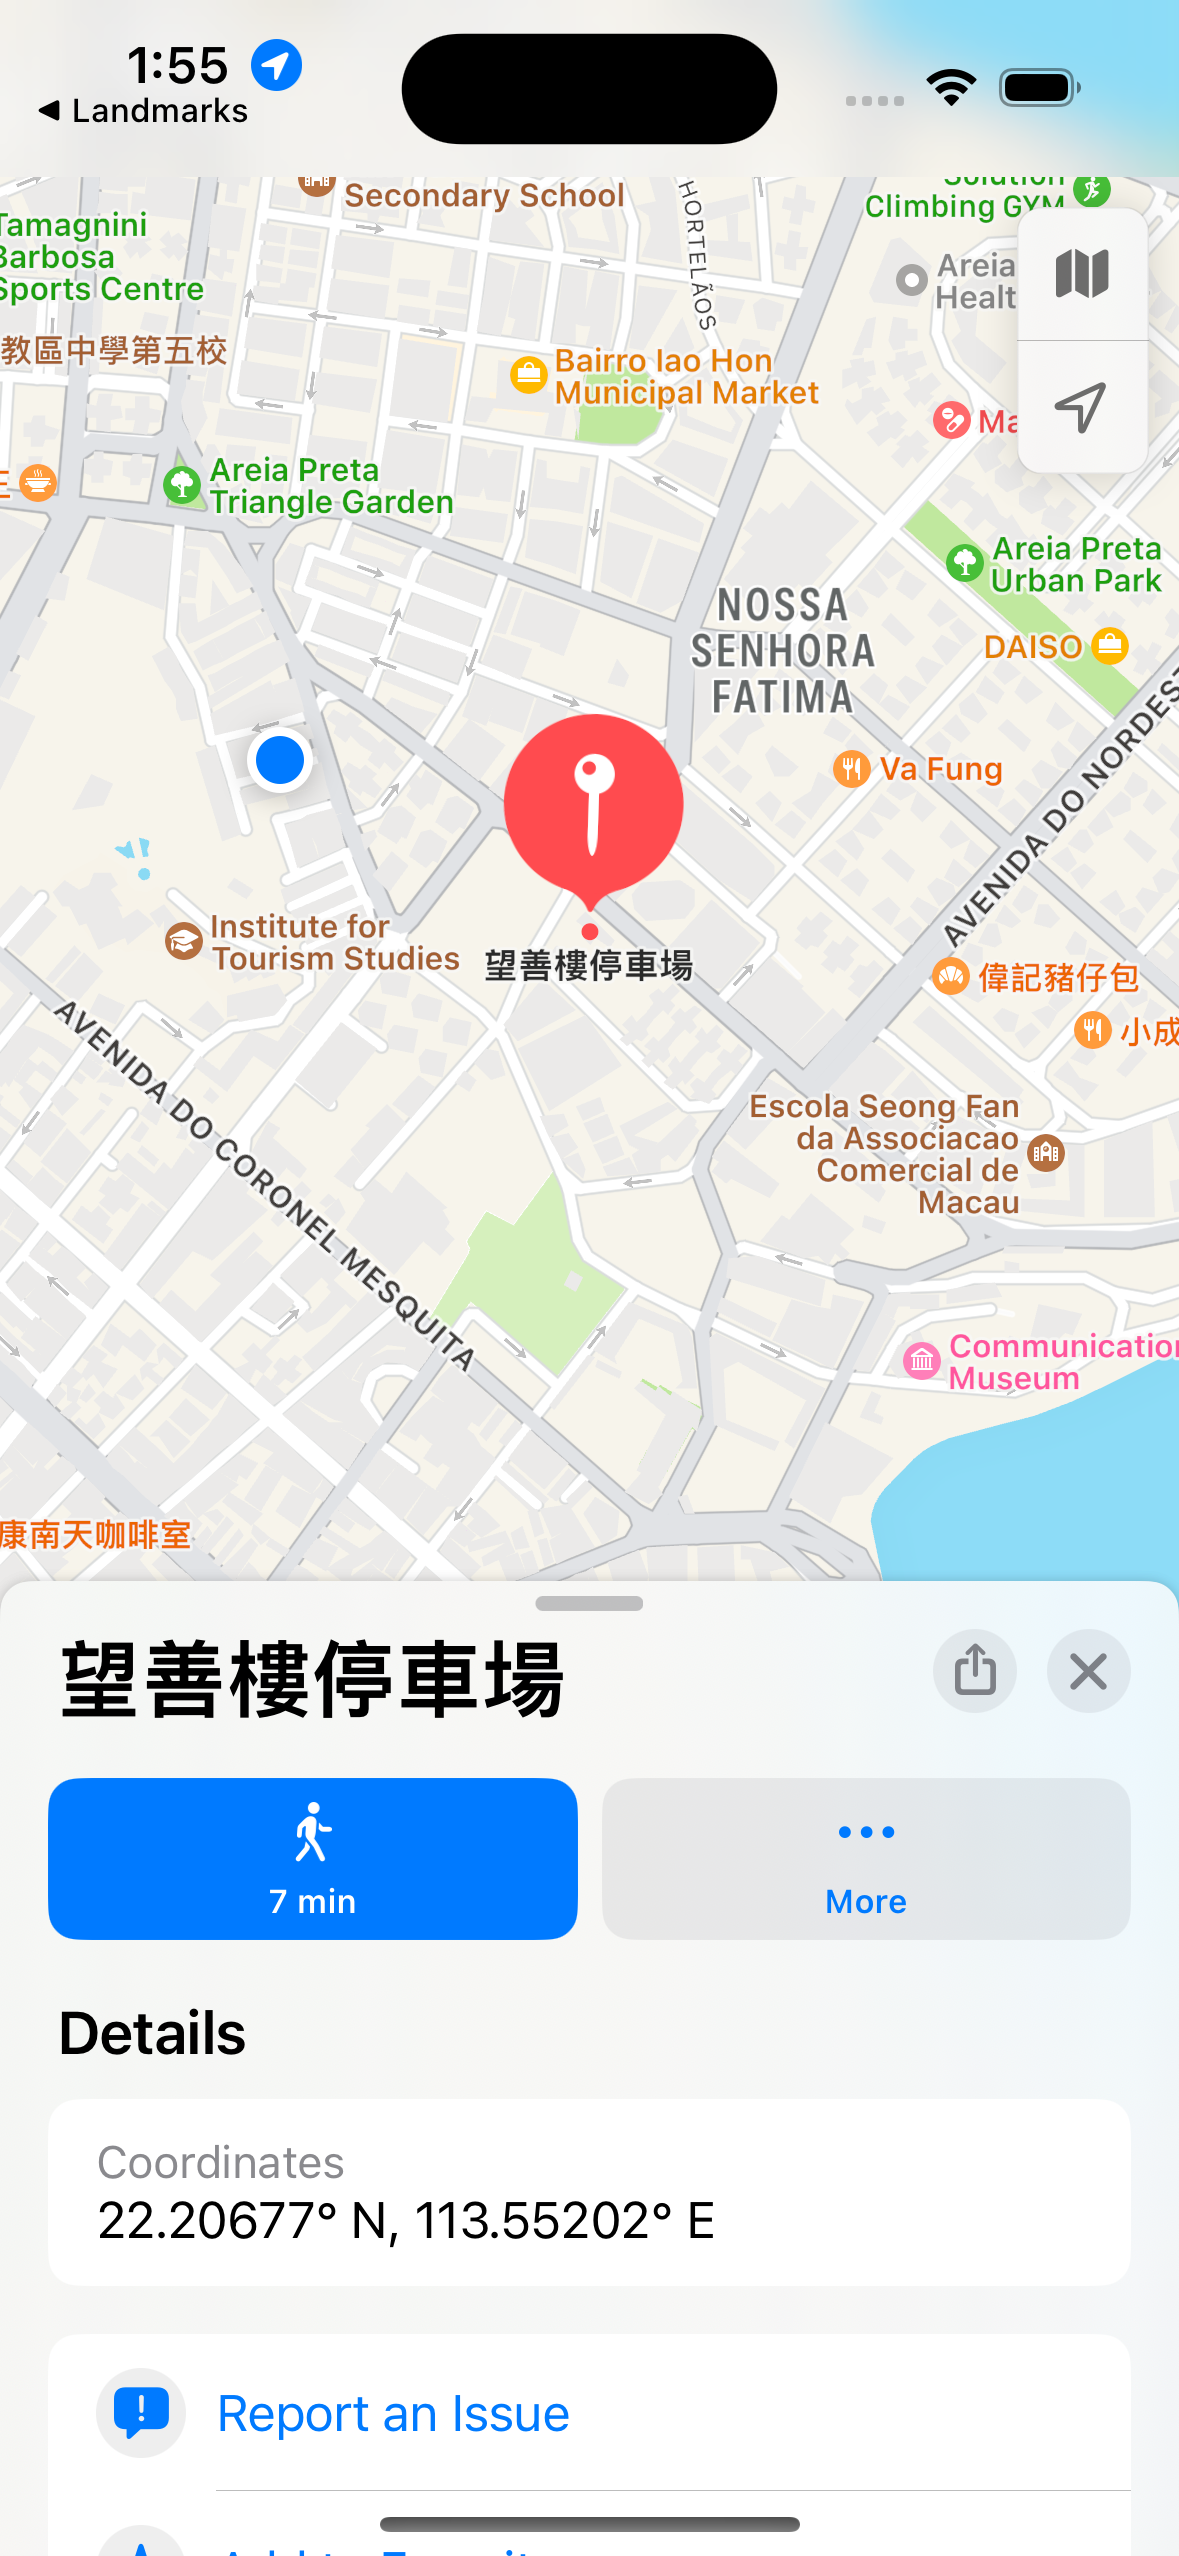 1:55
Landmarks
Secondary School
HORTELÃOS
Climbing GYM
Tamagnini
Barbosa
Sports Centre
Areia
Healt
教區中學第五校
Bairro Iao Hon
Municipal Market
Ma
Areia Preta
Triangle Garden
Areia Preta
Urban Park
NOSSA
SENHORA
FATIMA
DAISO
Va Fung
AVENIDA DO NORDEST
Institute for
Tourism Studies
望善樓停車場
偉記豬仔包
小成
AVENIDA DO CORONEL MESQUITA
Escola Seong Fan
da Associacao
Comercial de
Macau
Communication
Museum
康南天咖啡室
望善樓停車場
7 min
More
Details
Coordinates
22.20677° N, 113.55202° E
Report an Issue